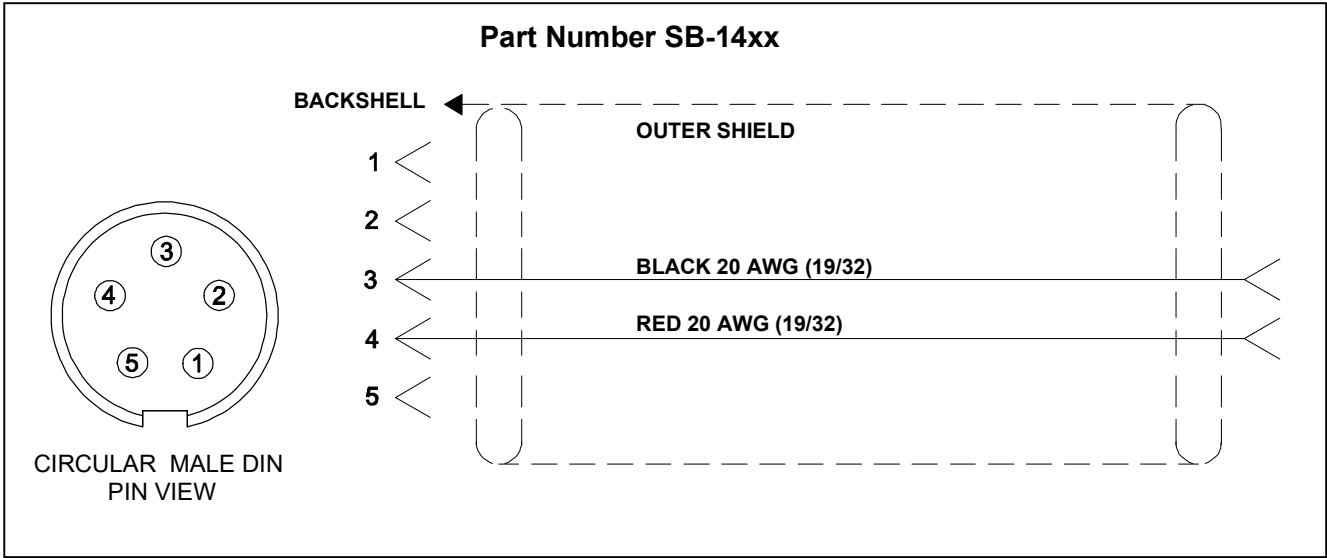 Part Number SB-14xx
BACKSHELL
OUTER SHIELD
1
2
3
BLACK 20 AWG (19/32)
4
RED 20 AWG (19/32)
5
3
4
2
5
1
CIRCULAR MALE DIN
PIN VIEW